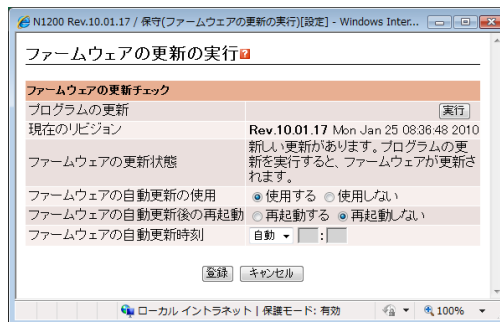 N1200 Rev.10.01.17 / 保守(ファームウェアの更新の実行)[設定] - Windows Inter...
ファームウェアの更新の実行?
ファームウェアの更新チェック
プログラムの更新 実行
現在のリビジョン Rev.10.01.17 Mon Jan 25 08:36:48 2010
ファームウェアの更新状態 新しい更新があります。プログラムの更
新を実行すると、ファームウェアが更新さ
れます。
ファームウェアの自動更新の使用 使用する 使用しない
ファームウェアの自動更新後の再起動 再起動する 再起動しない
ファームウェアの自動更新時刻 自動 :
登録 キャンセル
ローカル イントラネット | 保護モード: 有効 100%